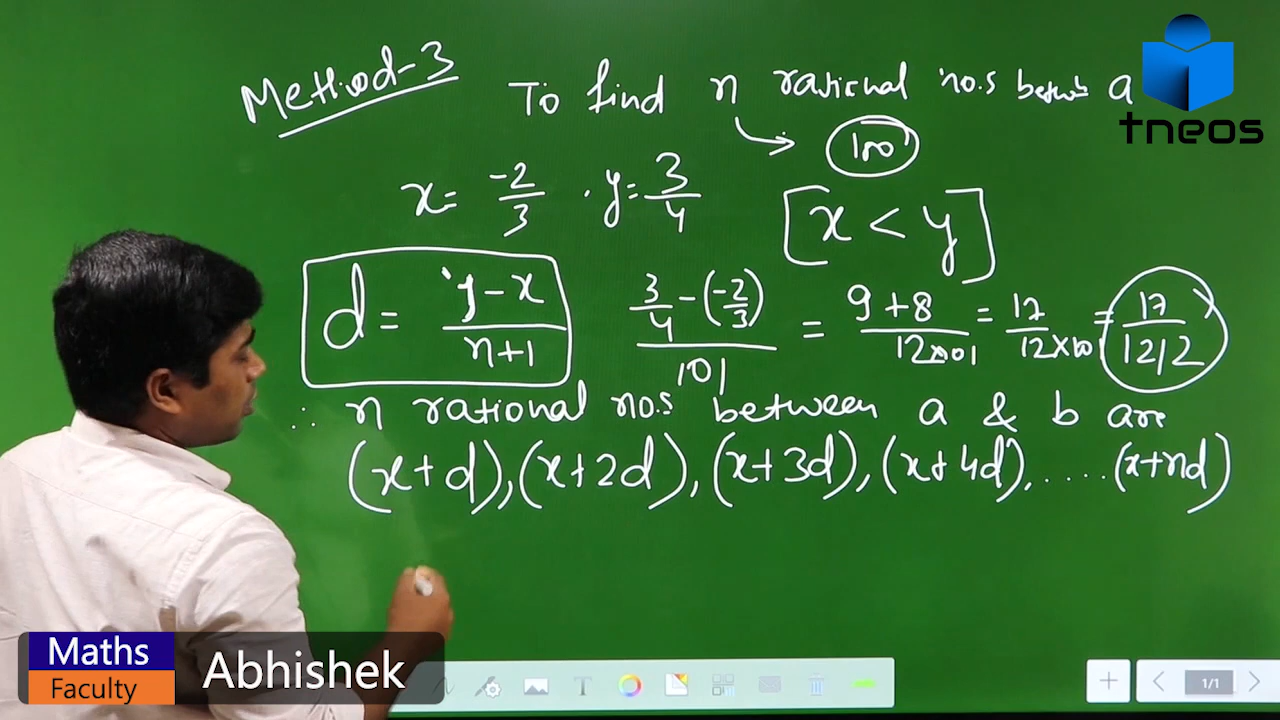 Method-3 To find n rational no.s betwn a
tneos
100
x = -2/3 . y = 3/4 [x < y]
d = y-x/n+1 3/4 - (-2/3)/101 = 9+8/12×101 = 17/12×101 = 17/1212
∴ n rational no.s between a & b are
(x+d), (x+2d), (x+3d), (x+4d), ..... (x+nd)
Maths
Faculty
Abhishek
T
1/1